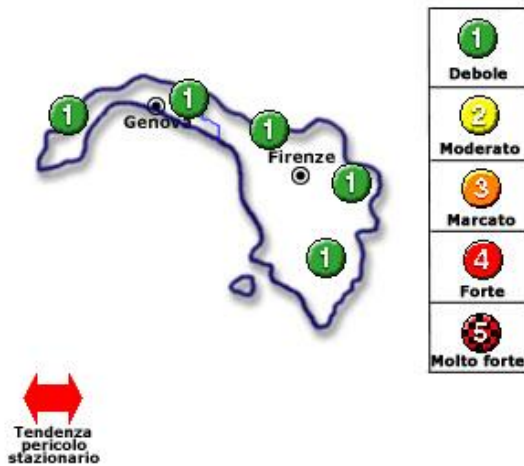 1
1
Genova
1
Firenze
1
1
1
Debole
2
Moderato
3
Marcato
4
Forte
5
Molto forte
Tendenza
pericolo
stazionario